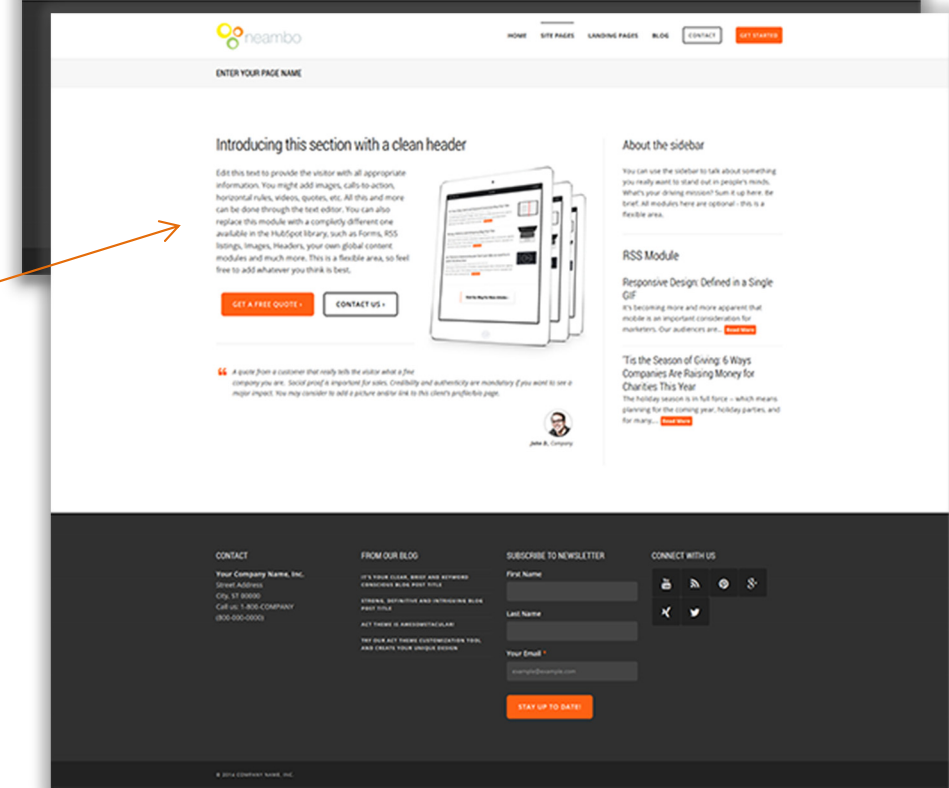 neambo
HOME SITE PAGES LANDING PAGES BLOG CONTACT GET STARTED
ENTER YOUR PAGE NAME
Introducing this section with a clean header
Edit this text to provide the visitor with all appropriate
information. You might add images, calls-to-action,
horizontal rules, videos, quotes, etc. All this and more
can be done through the text editor. You can also
replace this module with a completly different one
available in the HubSpot library, such as Forms, RSS
listings, Images, Headers, your own global content
modules and much more. This is a flexible area, so feel
free to add whatever you think is best.
GET A FREE QUOTE ›
CONTACT US ›
“ A quote from a customer that really tells the visitor what a fine
company you are. Social proof is important for sales. Credibility and authenticity are mandatory if you want to see a
major impact. You may consider to add a picture and/or link to this client's profile/bio page.
John D., Company
About the sidebar
You can use the sidebar to talk about something
you really want to stand out in people's minds.
What's your driving mission? Sum it up here. Be
brief. All modules here are optional - this is a
flexible area.
RSS Module
Responsive Design: Defined in a Single
GIF
It's becoming more and more apparent that
mobile is an important consideration for
marketers. Our audiences are... Read More
'Tis the Season of Giving: 6 Ways
Companies Are Raising Money for
Charities This Year
The holiday season is in full force – which means
planning for the coming year, holiday parties, and
for many,... Read More
CONTACT
Your Company Name, Inc.
Street Address
City, ST 00000
Call us: 1-800-COMPANY
(800-000-0000)
FROM OUR BLOG
IT'S YOUR CLEAR, BRIEF AND KEYWORD
CONSCIOUS BLOG POST TITLE
STRONG, DEFINITIVE AND INTRIGUING BLOG
POST TITLE
ACT THEME IS AWESOMETACULAR!
TRY OUR ACT THEME CUSTOMIZATION TOOL
AND CREATE YOUR UNIQUE DESIGN
SUBSCRIBE TO NEWSLETTER
First Name
Last Name
Your Email *
example@example.com
STAY UP TO DATE!
CONNECT WITH US
You Tube
g+
© 2014 COMPANY NAME, INC.